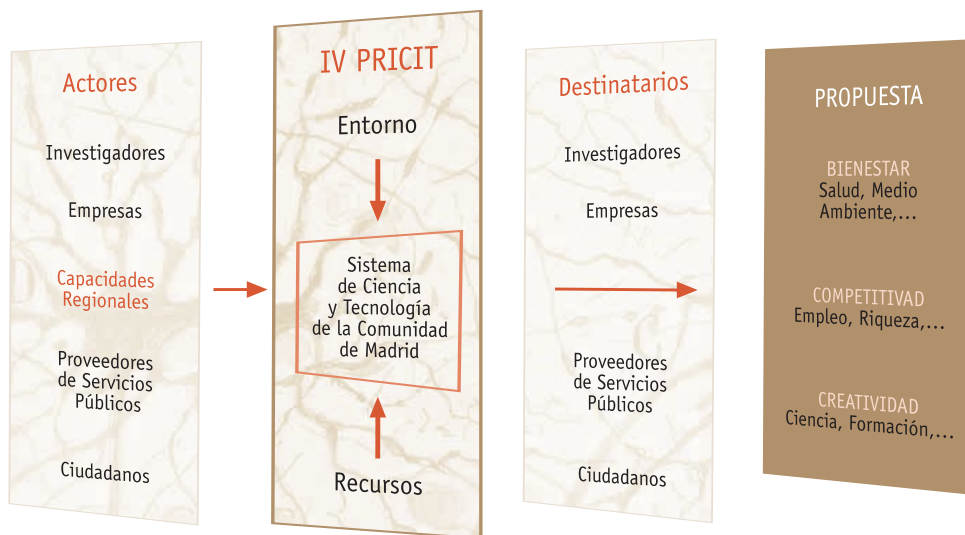 Actores
Investigadores
Empresas
Capacidades
Regionales
Proveedores
de Servicios
Públicos
Ciudadanos
IV PRICIT
Entorno
Sistema
de Ciencia
y Tecnología
de la Comunidad
de Madrid
Recursos
Destinatarios
Investigadores
Empresas
Proveedores
de Servicios
Públicos
Ciudadanos
PROPUESTA
BIENESTAR
Salud, Medio
Ambiente,...
COMPETITIVAD
Empleo, Riqueza,...
CREATIVIDAD
Ciencia, Formación,...